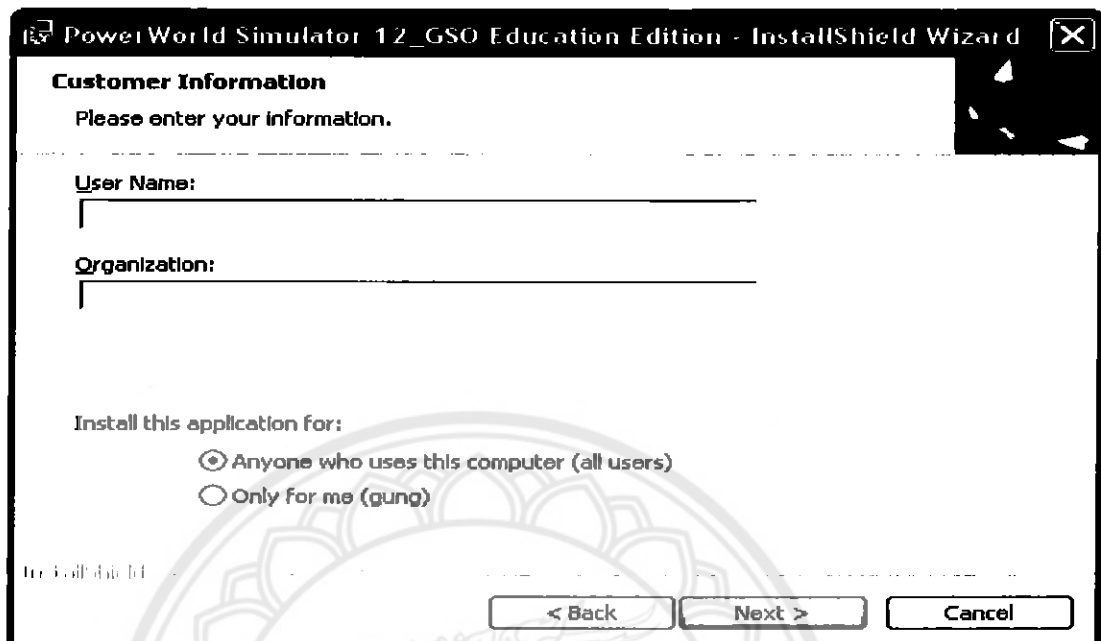 PowerWorld Simulator 12_GSO Education Edition - InstallShield Wizard
Customer Information
Please enter your information.
User Name:
Organization:
Install this application for:
Anyone who uses this computer (all users)
Only for me (gung)
InstallShield
< Back Next > Cancel